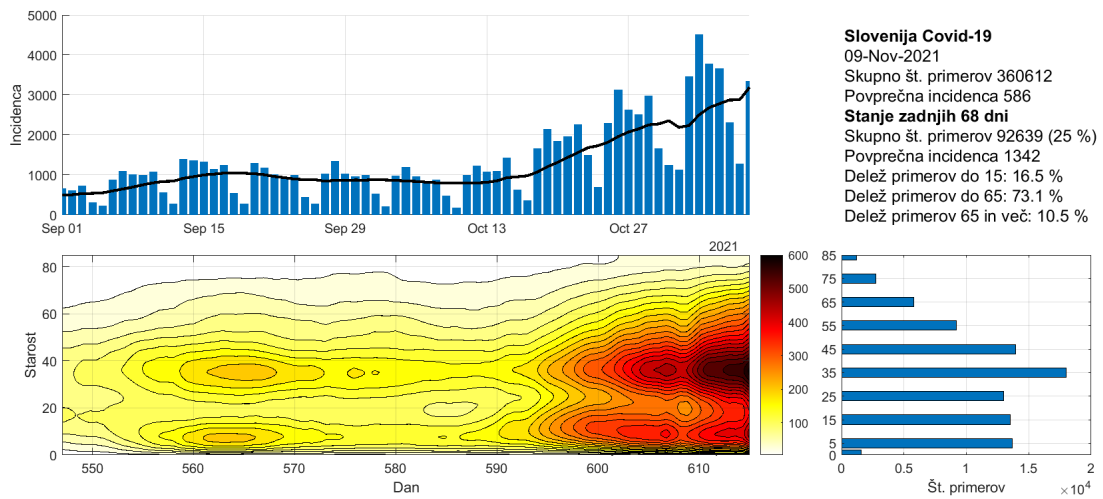 5000
4000
3000
2000
1000
0
Incidenca
Sep 01
Sep 15
Sep 29
Oct 13
Oct 27
2021
Slovenija Covid-19
09-Nov-2021
Skupno št. primerov 360612
Povprečna incidenca 586
Stanje zadnjih 68 dni
Skupno št. primerov 92639 (25 %)
Povprečna incidenca 1342
Delež primerov do 15: 16.5 %
Delež primerov do 65: 73.1 %
Delež primerov 65 in več: 10.5 %
80
60
40
20
0
Starost
550
560
570
580
590
600
610
Dan
600
500
400
300
200
100
85
75
65
55
45
35
25
15
5
0
0
0.5
1
1.5
2
Št. primerov
×10⁴